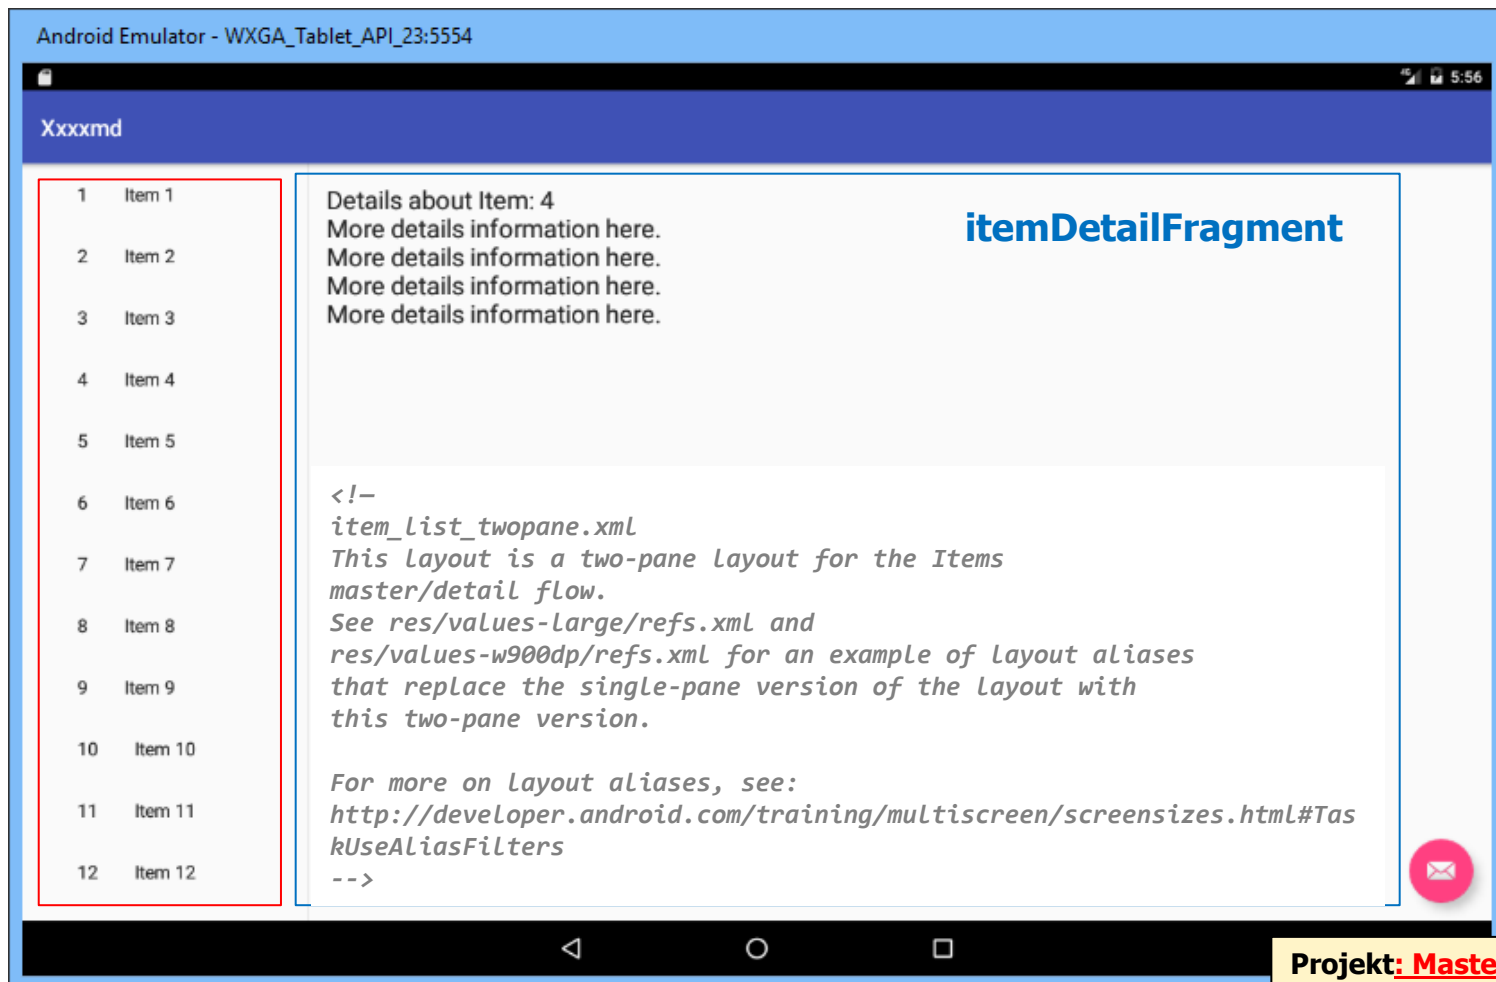 Android Emulator - WXGA_Tablet_API_23:5554
4G 5:56
Xxxxmd
1 Item 1
2 Item 2
3 Item 3
4 Item 4
5 Item 5
6 Item 6
7 Item 7
8 Item 8
9 Item 9
10 Item 10
11 Item 11
12 Item 12
Details about Item: 4
More details information here.
More details information here.
More details information here.
More details information here.
itemDetailFragment
<!—
item_list_twopane.xml
This layout is a two-pane layout for the Items
master/detail flow.
See res/values-large/refs.xml and
res/values-w900dp/refs.xml for an example of layout aliases
that replace the single-pane version of the layout with
this two-pane version.
For more on layout aliases, see:
http://developer.android.com/training/multiscreen/screensizes.html#Tas
kUseAliasFilters
-->
Projekt: Maste